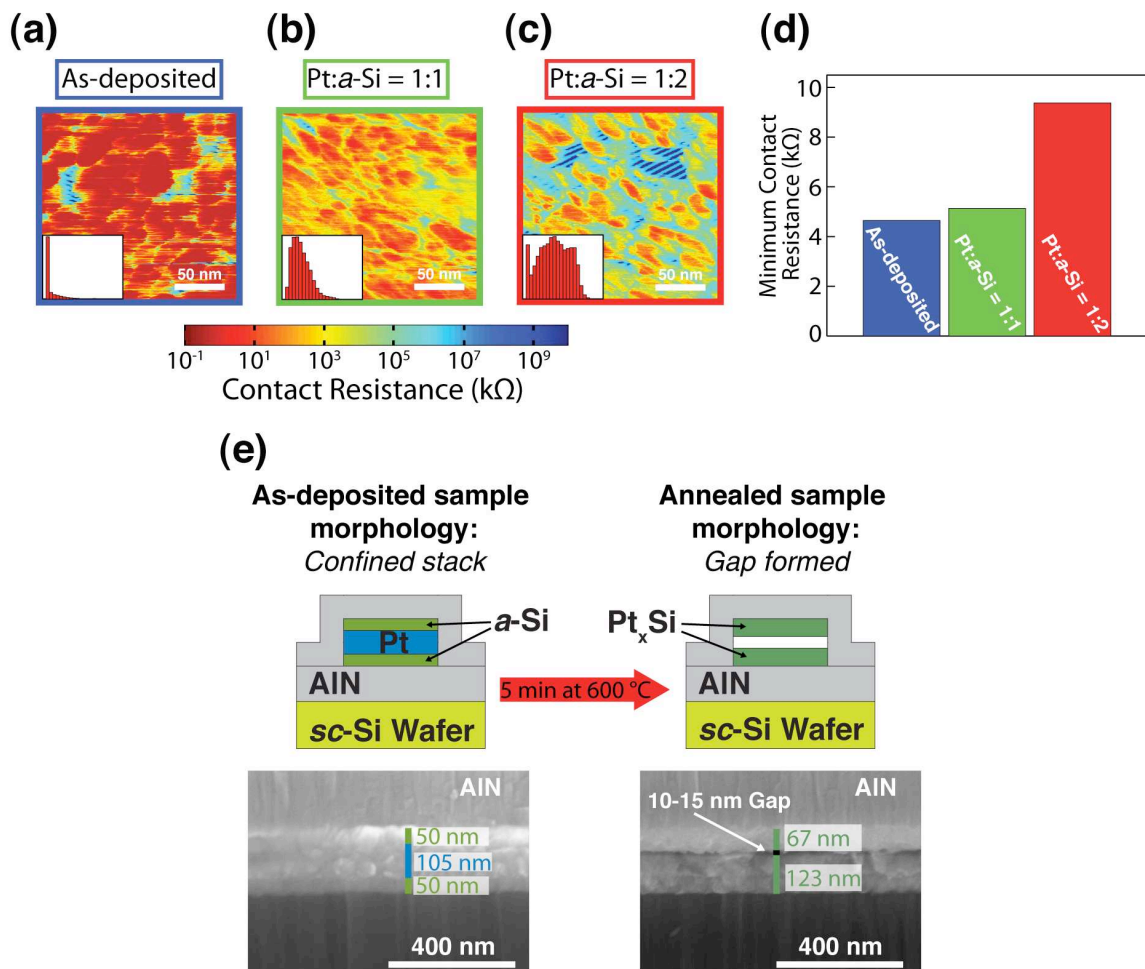 (a)
As-deposited
50 nm
(b)
Pt:a-Si = 1:1
50 nm
(c)
Pt:a-Si = 1:2
50 nm
10⁻¹ 10¹ 10³ 10⁵ 10⁷ 10⁹
Contact Resistance (kΩ)
(d)
Minimum Contact
Resistance (kΩ)
10
8
6
4
2
0
As-deposited
Pt:a-Si = 1:1
Pt:a-Si = 1:2
(e)
As-deposited sample
morphology:
Confined stack
a-Si
Pt
AlN
sc-Si Wafer
5 min at 600 °C
Annealed sample
morphology:
Gap formed
PtₓSi
AlN
sc-Si Wafer
AlN
50 nm
105 nm
50 nm
400 nm
AlN
10-15 nm Gap
67 nm
123 nm
400 nm